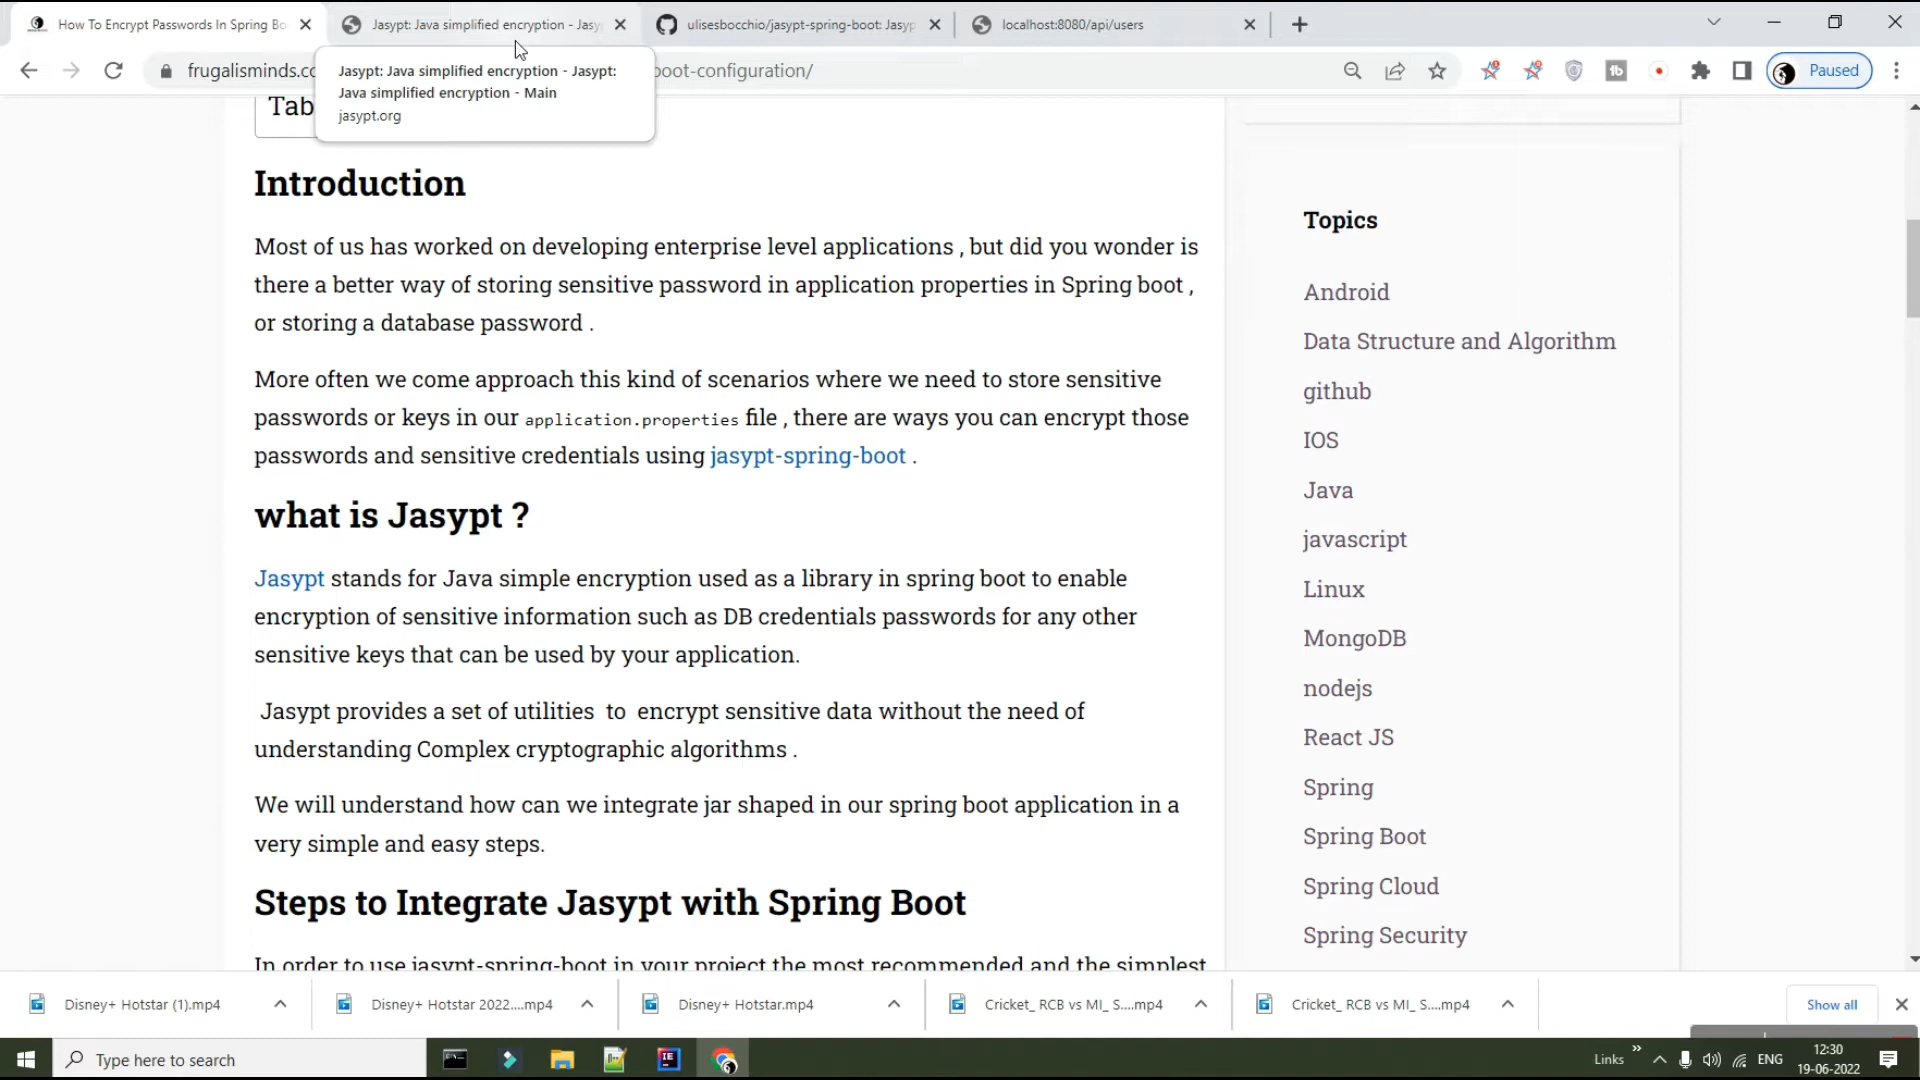 How To Encrypt Passwords In Spring Bo
Jasypt: Java simplified encryption - Jasy
ulisesbocchio/jasypt-spring-boot: Jasyp
localhost:8080/api/users
frugalisminds.c
oot-configuration/
Paused
Jasypt: Java simplified encryption - Jasypt:
Java simplified encryption - Main
jasypt.org
Tab
Introduction
Most of us has worked on developing enterprise level applications , but did you wonder is
there a better way of storing sensitive password in application properties in Spring boot ,
or storing a database password .
More often we come approach this kind of scenarios where we need to store sensitive
passwords or keys in our application.properties file , there are ways you can encrypt those
passwords and sensitive credentials using jasypt-spring-boot .
what is Jasypt ?
Jasypt stands for Java simple encryption used as a library in spring boot to enable
encryption of sensitive information such as DB credentials passwords for any other
sensitive keys that can be used by your application.
Jasypt provides a set of utilities to encrypt sensitive data without the need of
understanding Complex cryptographic algorithms .
We will understand how can we integrate jar shaped in our spring boot application in a
very simple and easy steps.
Steps to Integrate Jasypt with Spring Boot
In order to use jasypt-spring-boot in your project the most recommended and the simplest
Topics
Android
Data Structure and Algorithm
github
IOS
Java
javascript
Linux
MongoDB
nodejs
React JS
Spring
Spring Boot
Spring Cloud
Spring Security
Disney+ Hotstar (1).mp4
Disney+ Hotstar 2022....mp4
Disney+ Hotstar.mp4
Cricket_ RCB vs MI_ S....mp4
Cricket_ RCB vs MI_ S....mp4
Show all
Type here to search
Links
ENG
12:30
19-06-2022